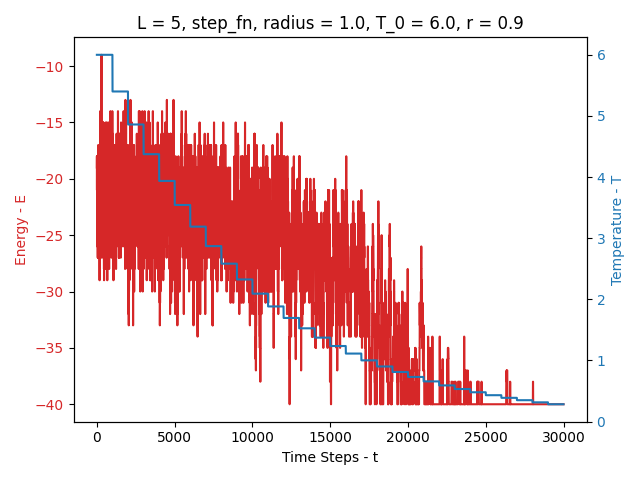 L = 5, step_fn, radius = 1.0, T_0 = 6.0, r = 0.9
Energy - E
−10
−15
−20
−25
−30
−35
−40
6
5
4
3
2
1
0
Temperature - T
0 5000 10000 15000 20000 25000 30000
Time Steps - t